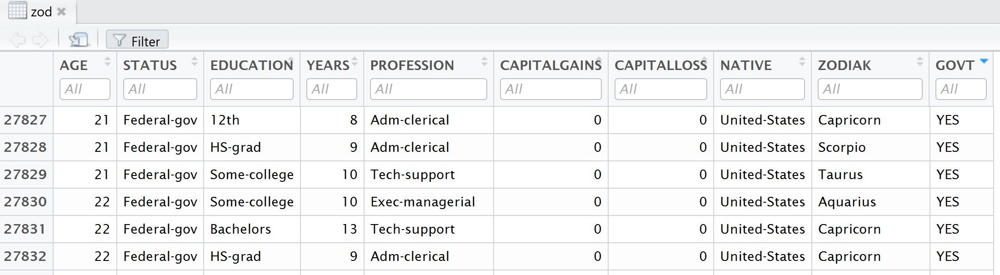 zod
Filter
AGE STATUS EDUCATION YEARS PROFESSION CAPITALGAINS CAPITALLOSS NATIVE ZODIAK GOVT
All All All All All All All All All All
27827 21 Federal-gov 12th 8 Adm-clerical 0 0 United-States Capricorn YES
27828 21 Federal-gov HS-grad 9 Adm-clerical 0 0 United-States Scorpio YES
27829 21 Federal-gov Some-college 10 Tech-support 0 0 United-States Taurus YES
27830 22 Federal-gov Some-college 10 Exec-managerial 0 0 United-States Aquarius YES
27831 22 Federal-gov Bachelors 13 Tech-support 0 0 United-States Capricorn YES
27832 22 Federal-gov HS-grad 9 Adm-clerical 0 0 United-States Capricorn YES